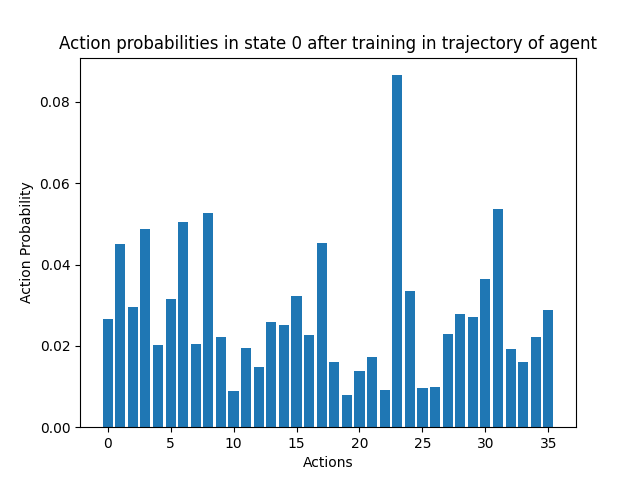 Action probabilities in state 0 after training in trajectory of agent
0.08
0.06
0.04
0.02
0.00
Action Probability
0 5 10 15 20 25 30 35
Actions